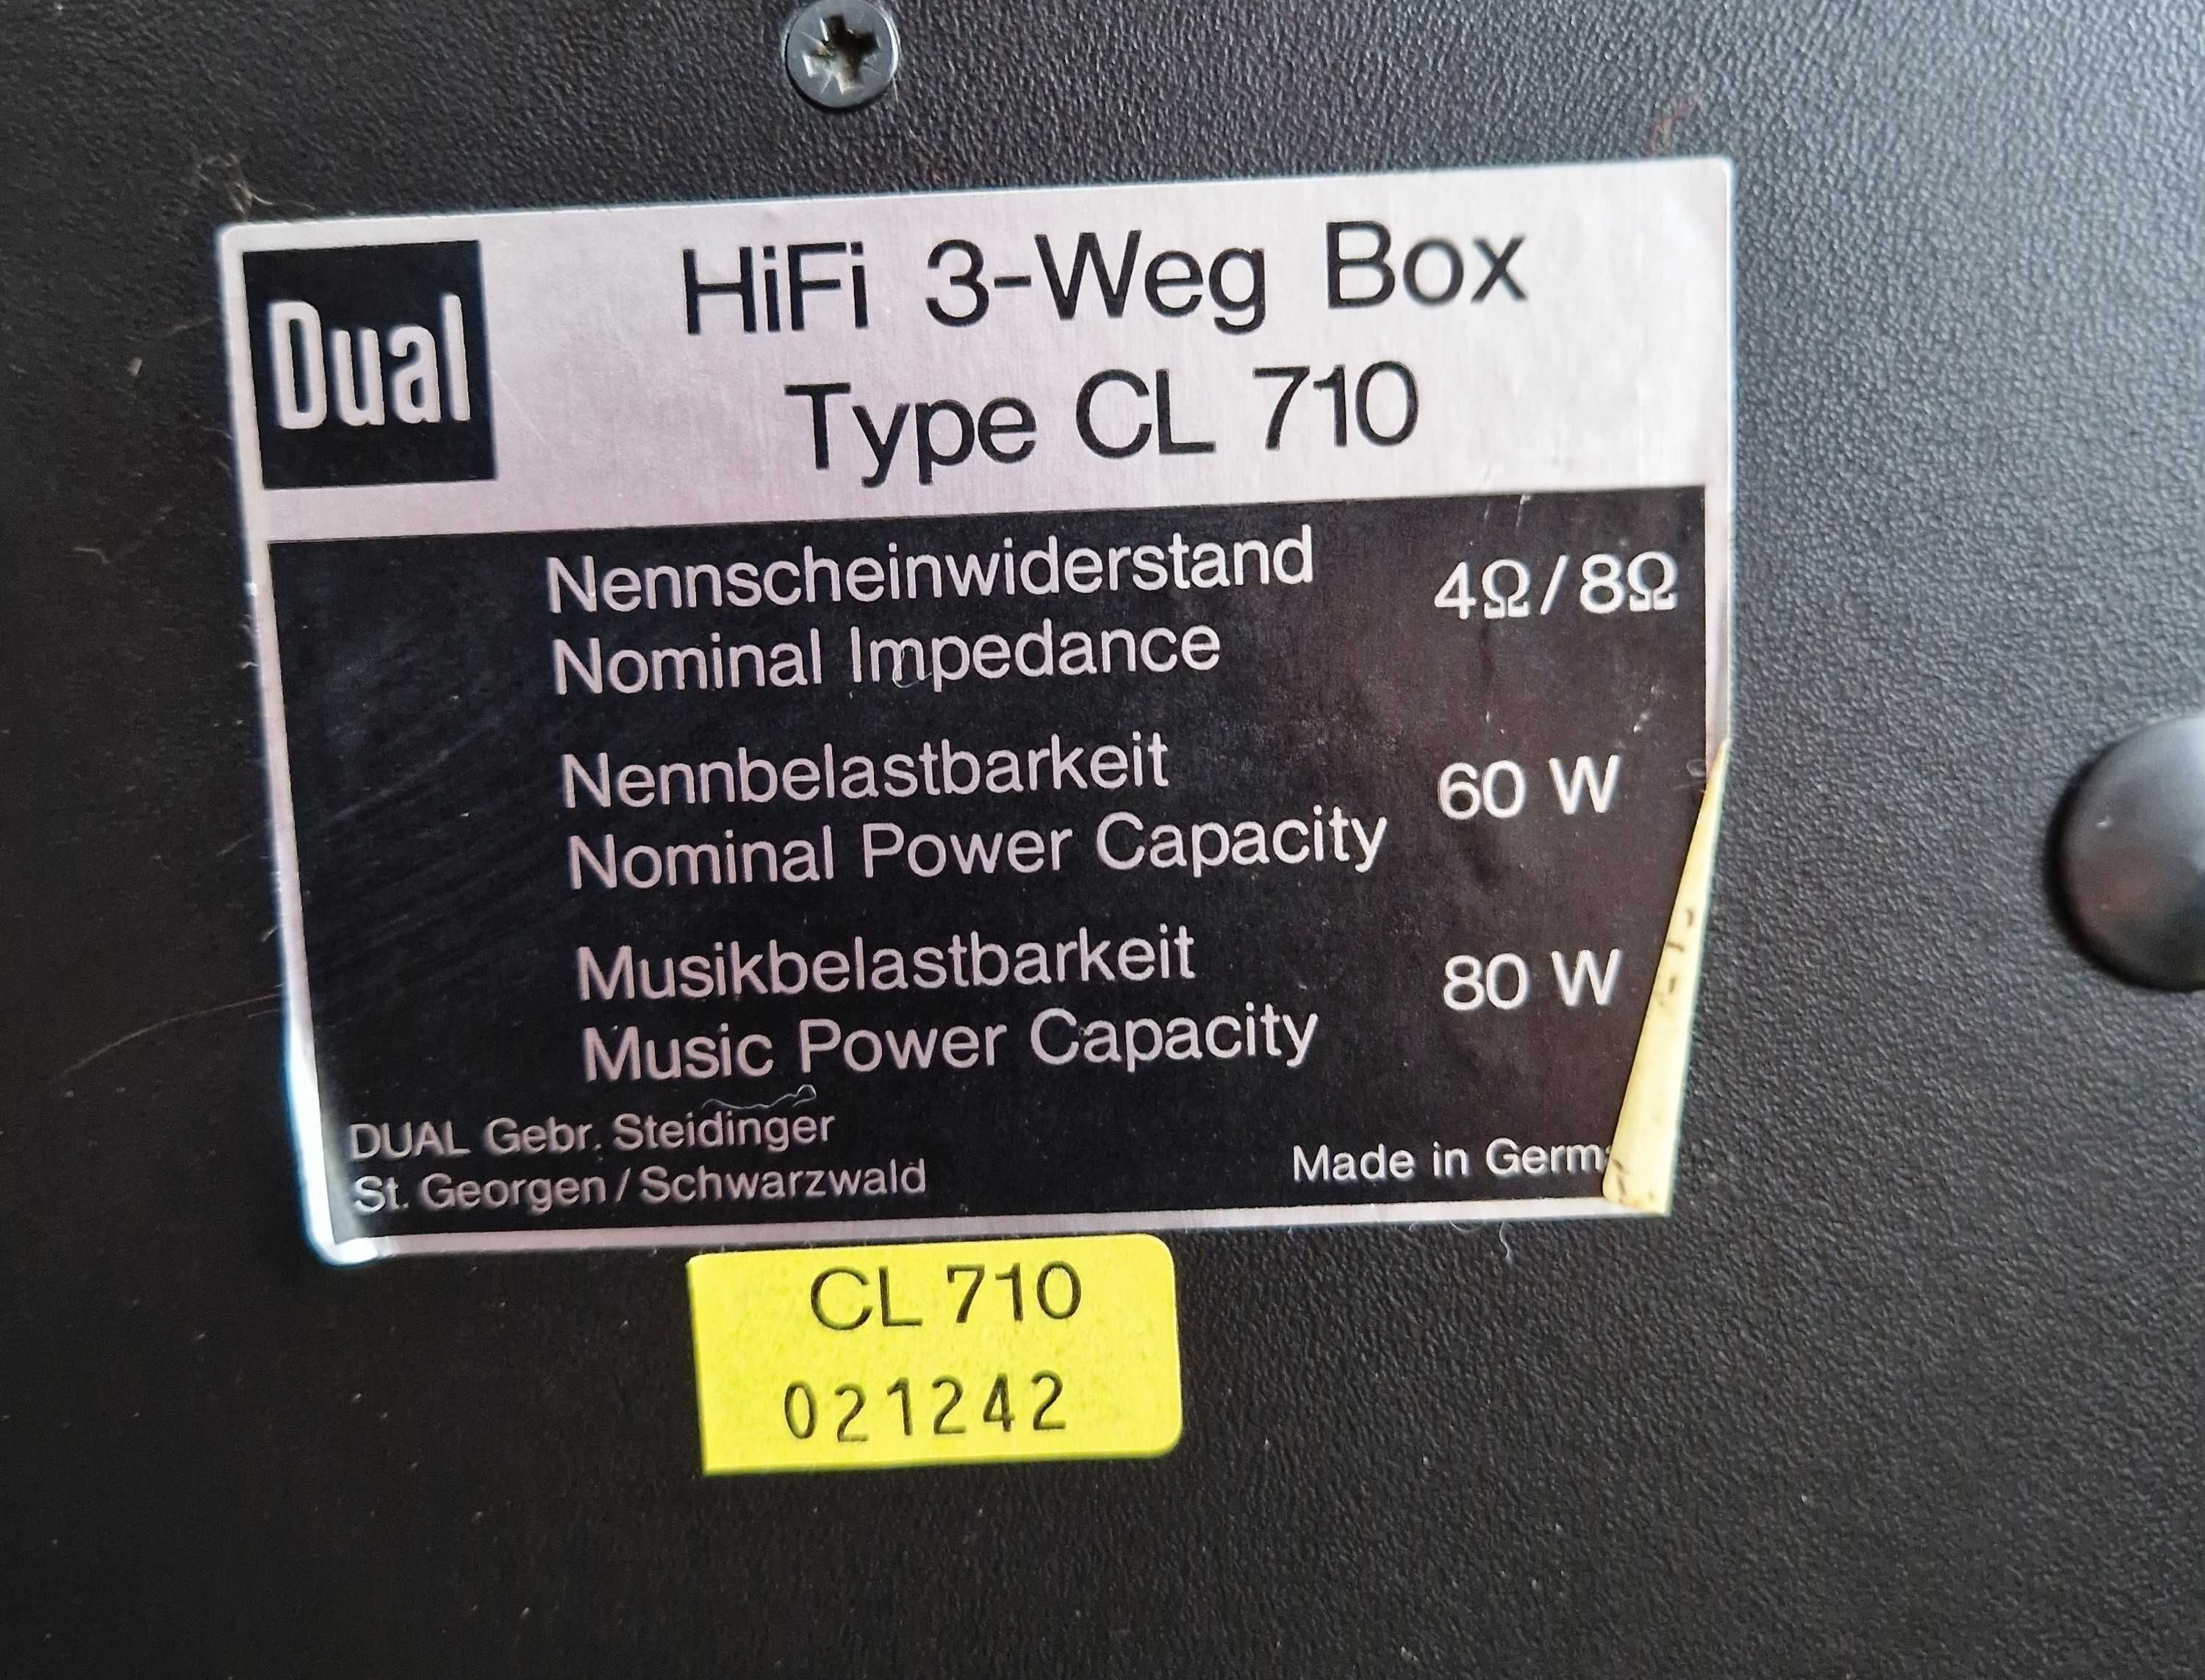 Dual
HiFi 3-Weg Box
Type CL 710
Nennscheinwiderstand 4Ω/8Ω
Nominal Impedance
Nennbelastbarkeit 60 W
Nominal Power Capacity
Musikbelastbarkeit 80 W
Music Power Capacity
DUAL Gebr. Steidinger
St. Georgen / Schwarzwald
Made in Germ
CL 710
021242